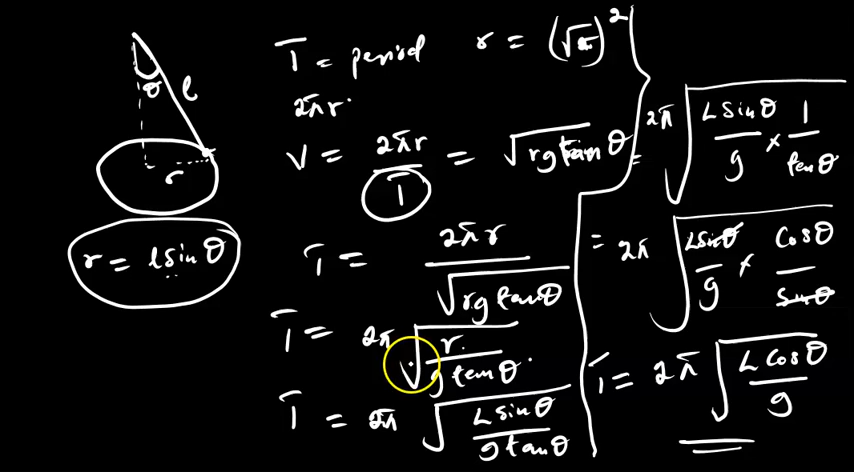 θ
l
r
r = l sin θ
T = period r = (√r)²
2πr
V = 2πr/T = √rg tan θ
T = 2πr/√rg tan θ
T = 2π √r/g tan θ
T = 2π √L sin θ/g tan θ
= 2π √L sin θ/g × 1/tan θ
= 2π √L sin θ/g × cos θ/sin θ
T = 2π √L cos θ/g